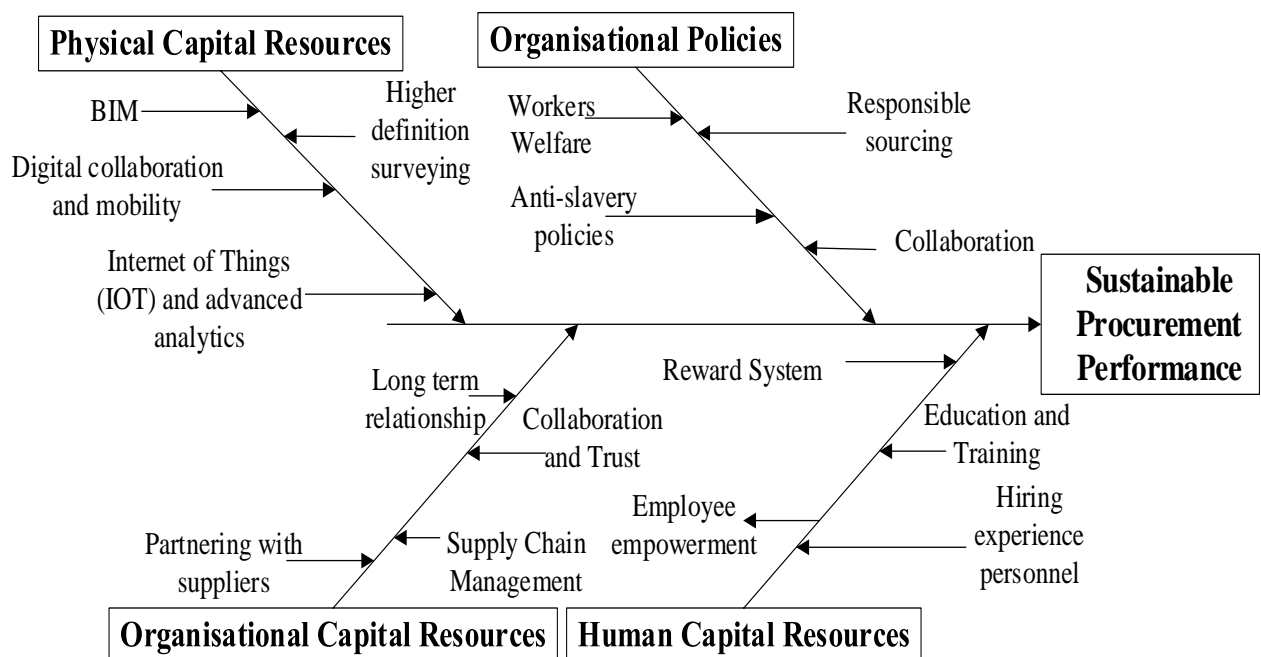 Physical Capital Resources
Organisational Policies
BIM
Higher
definition
surveying
Digital collaboration
and mobility
Internet of Things
(IOT) and advanced
analytics
Workers
Welfare
Responsible
sourcing
Anti-slavery
policies
Collaboration
Sustainable
Procurement
Performance
Long term
relationship
Collaboration
and Trust
Partnering with
suppliers
Supply Chain
Management
Reward System
Education and
Training
Employee
empowerment
Hiring
experience
personnel
Organisational Capital Resources
Human Capital Resources